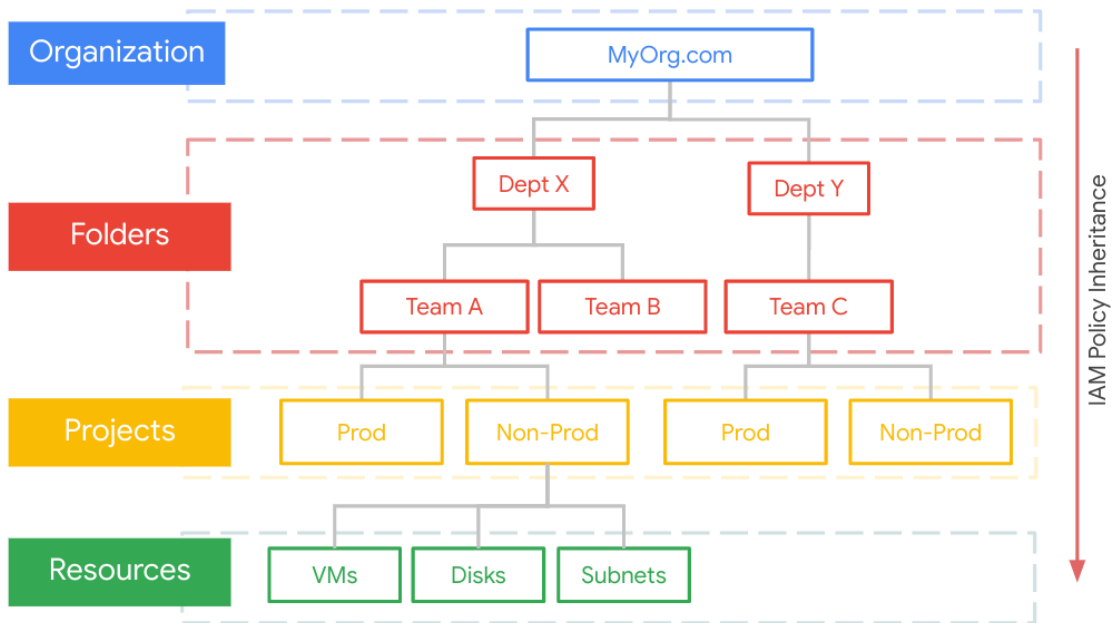 Organization
MyOrg.com
Folders
Dept X
Dept Y
Team A
Team B
Team C
Projects
Prod
Non-Prod
Prod
Non-Prod
Resources
VMs
Disks
Subnets
IAM Policy Inheritance